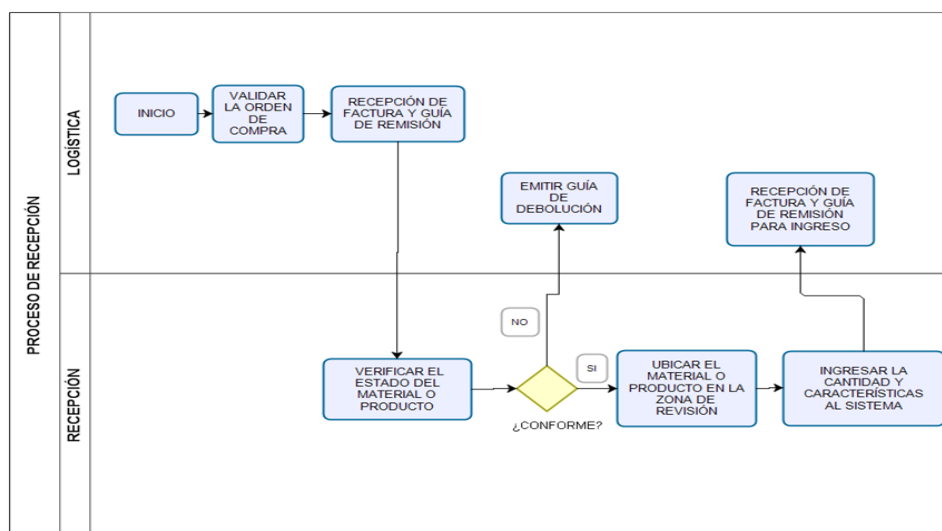 PROCESO DE RECEPCIÓN
LOGÍSTICA
INICIO
VALIDAR
LA ORDEN
DE
COMPRA
RECEPCIÓN DE
FACTURA Y GUÍA
DE REMISIÓN
EMITIR GUÍA
DE
DEBOLUCIÓN
RECEPCIÓN DE
FACTURA Y GUÍA
DE REMISIÓN
PARA INGRESO
RECEPCIÓN
VERIFICAR EL
ESTADO DEL
MATERIAL O
PRODUCTO
NO
¿CONFORME?
SI
UBICAR EL
MATERIAL O
PRODUCTO EN LA
ZONA DE
REVISIÓN
INGRESAR LA
CANTIDAD Y
CARACTERÍSTICAS
AL SISTEMA